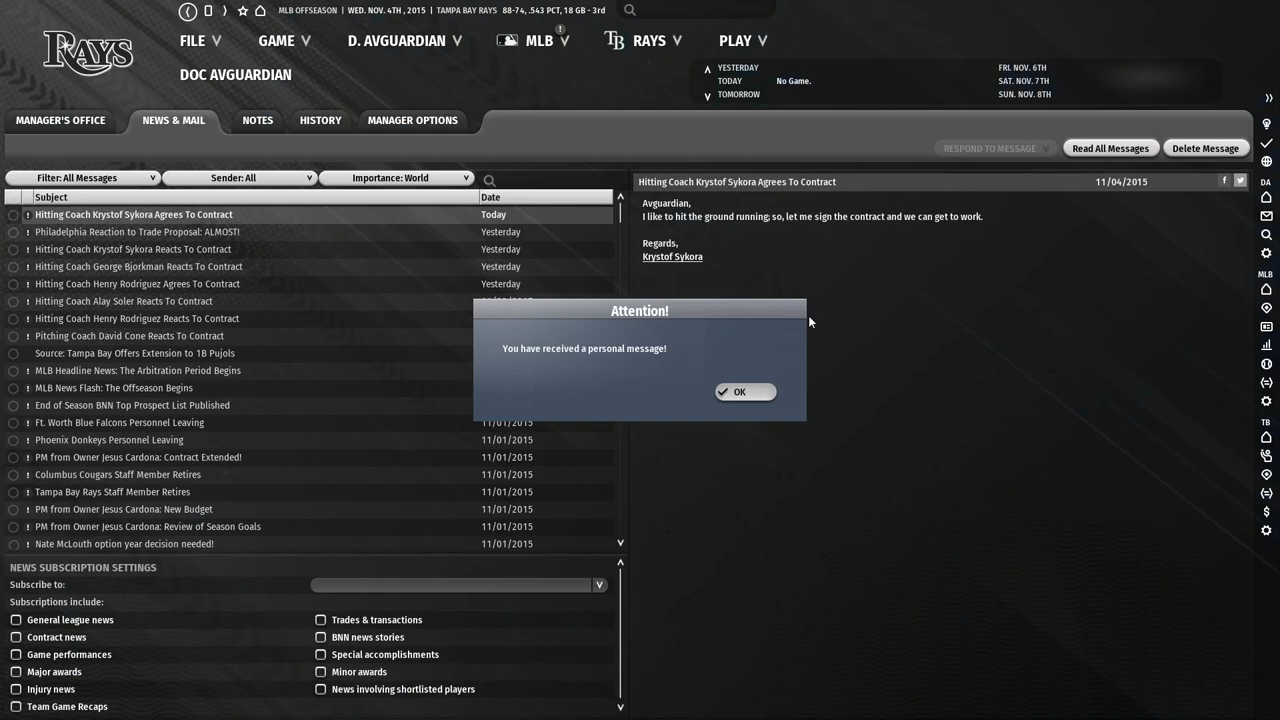 MLB OFFSEASON | WED. NOV. 4TH , 2015 | TAMPA BAY RAYS 88-74, .543 PCT, 18 GB - 3rd
RAYS
FILE GAME D. AVGUARDIAN MLB TB RAYS PLAY
DOC AVGUARDIAN
YESTERDAY FRI. NOV. 6TH
TODAY No Game. SAT. NOV. 7TH
TOMORROW SUN. NOV. 8TH
MANAGER'S OFFICE NEWS & MAIL NOTES HISTORY MANAGER OPTIONS
RESPOND TO MESSAGE Read All Messages Delete Message
Filter: All Messages Sender: All Importance: World
Subject Date
Hitting Coach Krystof Sykora Agrees To Contract Today
Philadelphia Reaction to Trade Proposal: ALMOST! Yesterday
Hitting Coach Krystof Sykora Reacts To Contract Yesterday
Hitting Coach George Bjorkman Reacts To Contract Yesterday
Hitting Coach Henry Rodriguez Agrees To Contract Yesterday
Hitting Coach Alay Soler Reacts To Contract
Hitting Coach Henry Rodriguez Reacts To Contract
Pitching Coach David Cone Reacts To Contract
Source: Tampa Bay Offers Extension to 1B Pujols
MLB Headline News: The Arbitration Period Begins
MLB News Flash: The Offseason Begins
End of Season BNN Top Prospect List Published
Ft. Worth Blue Falcons Personnel Leaving 11/01/2015
Phoenix Donkeys Personnel Leaving 11/01/2015
PM from Owner Jesus Cardona: Contract Extended! 11/01/2015
Columbus Cougars Staff Member Retires 11/01/2015
Tampa Bay Rays Staff Member Retires 11/01/2015
PM from Owner Jesus Cardona: New Budget 11/01/2015
PM from Owner Jesus Cardona: Review of Season Goals 11/01/2015
Nate McLouth option year decision needed! 11/01/2015
Hitting Coach Krystof Sykora Agrees To Contract 11/04/2015
Avguardian,
I like to hit the ground running; so, let me sign the contract and we can get to work.
Regards,
Krystof Sykora
Attention!
You have received a personal message!
OK
NEWS SUBSCRIPTION SETTINGS
Subscribe to:
Subscriptions include:
General league news Trades & transactions
Contract news BNN news stories
Game performances Special accomplishments
Major awards Minor awards
Injury news News involving shortlisted players
Team Game Recaps
DA
MLB
TB